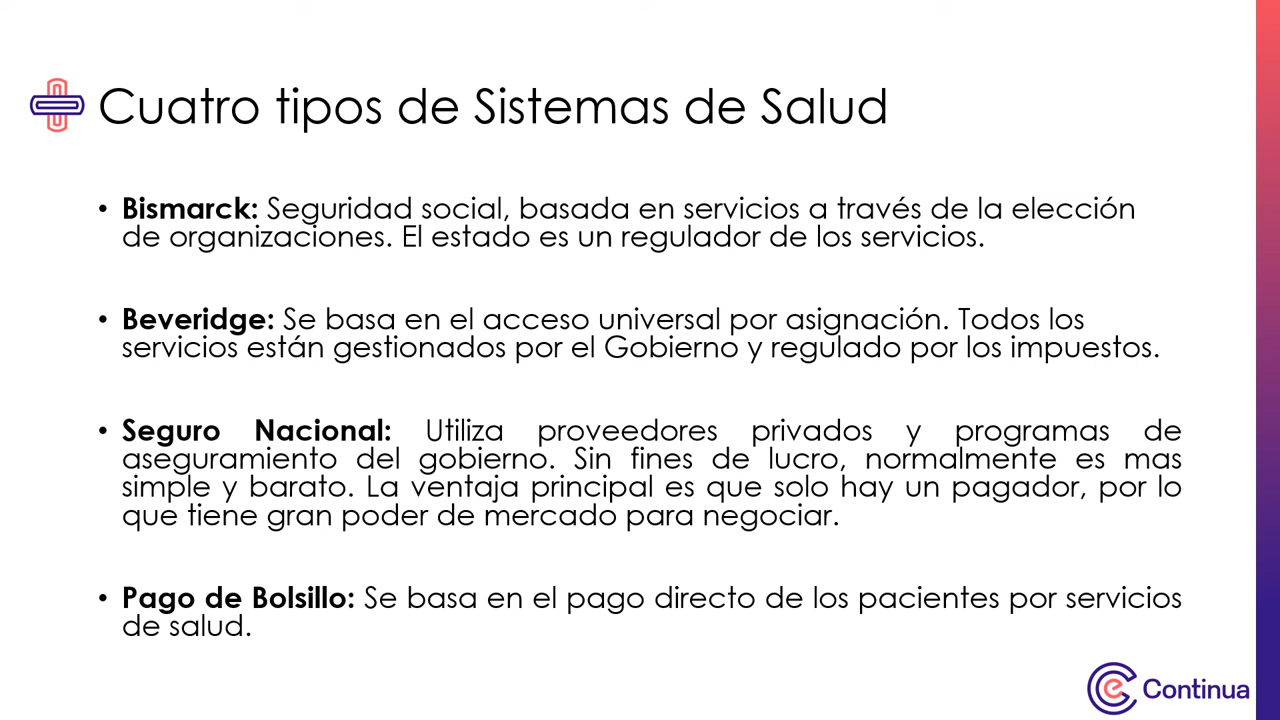 Cuatro tipos de Sistemas de Salud
• Bismarck: Seguridad social, basada en servicios a través de la elección
de organizaciones. El estado es un regulador de los servicios.
• Beveridge: Se basa en el acceso universal por asignación. Todos los
servicios están gestionados por el Gobierno y regulado por los impuestos.
• Seguro Nacional: Utiliza proveedores privados y programas de
aseguramiento del gobierno. Sin fines de lucro, normalmente es mas
simple y barato. La ventaja principal es que solo hay un pagador, por lo
que tiene gran poder de mercado para negociar.
• Pago de Bolsillo: Se basa en el pago directo de los pacientes por servicios
de salud.
Continua